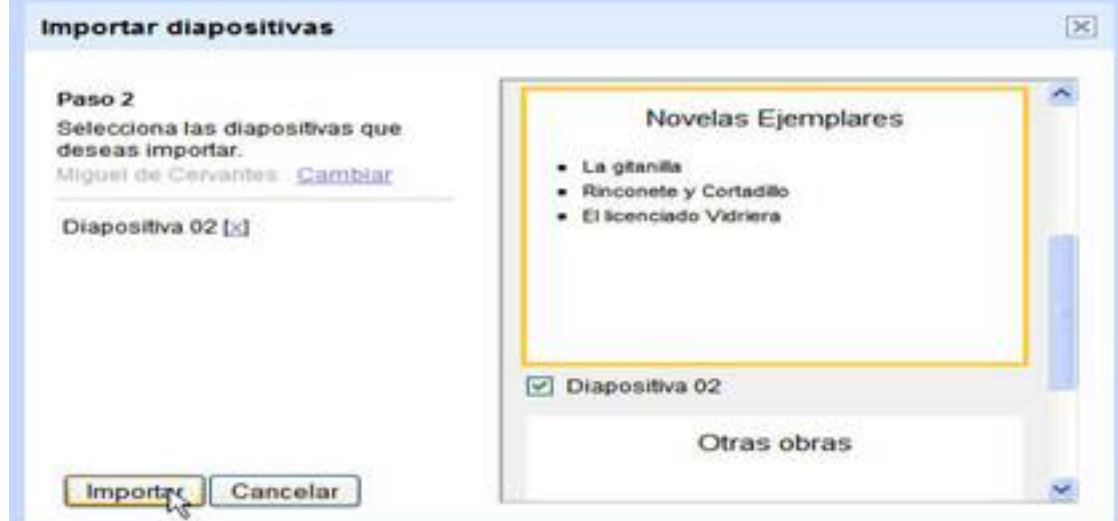 Importar diapositivas
Paso 2
Selecciona las diapositivas que
deseas importar.
Miguel de Cervantes Cambiar
Diapositiva 02 [x]
Importar Cancelar
Novelas Ejemplares
• La gitanilla
• Rinconete y Cortadillo
• El licenciado Vidriera
Diapositiva 02
Otras obras